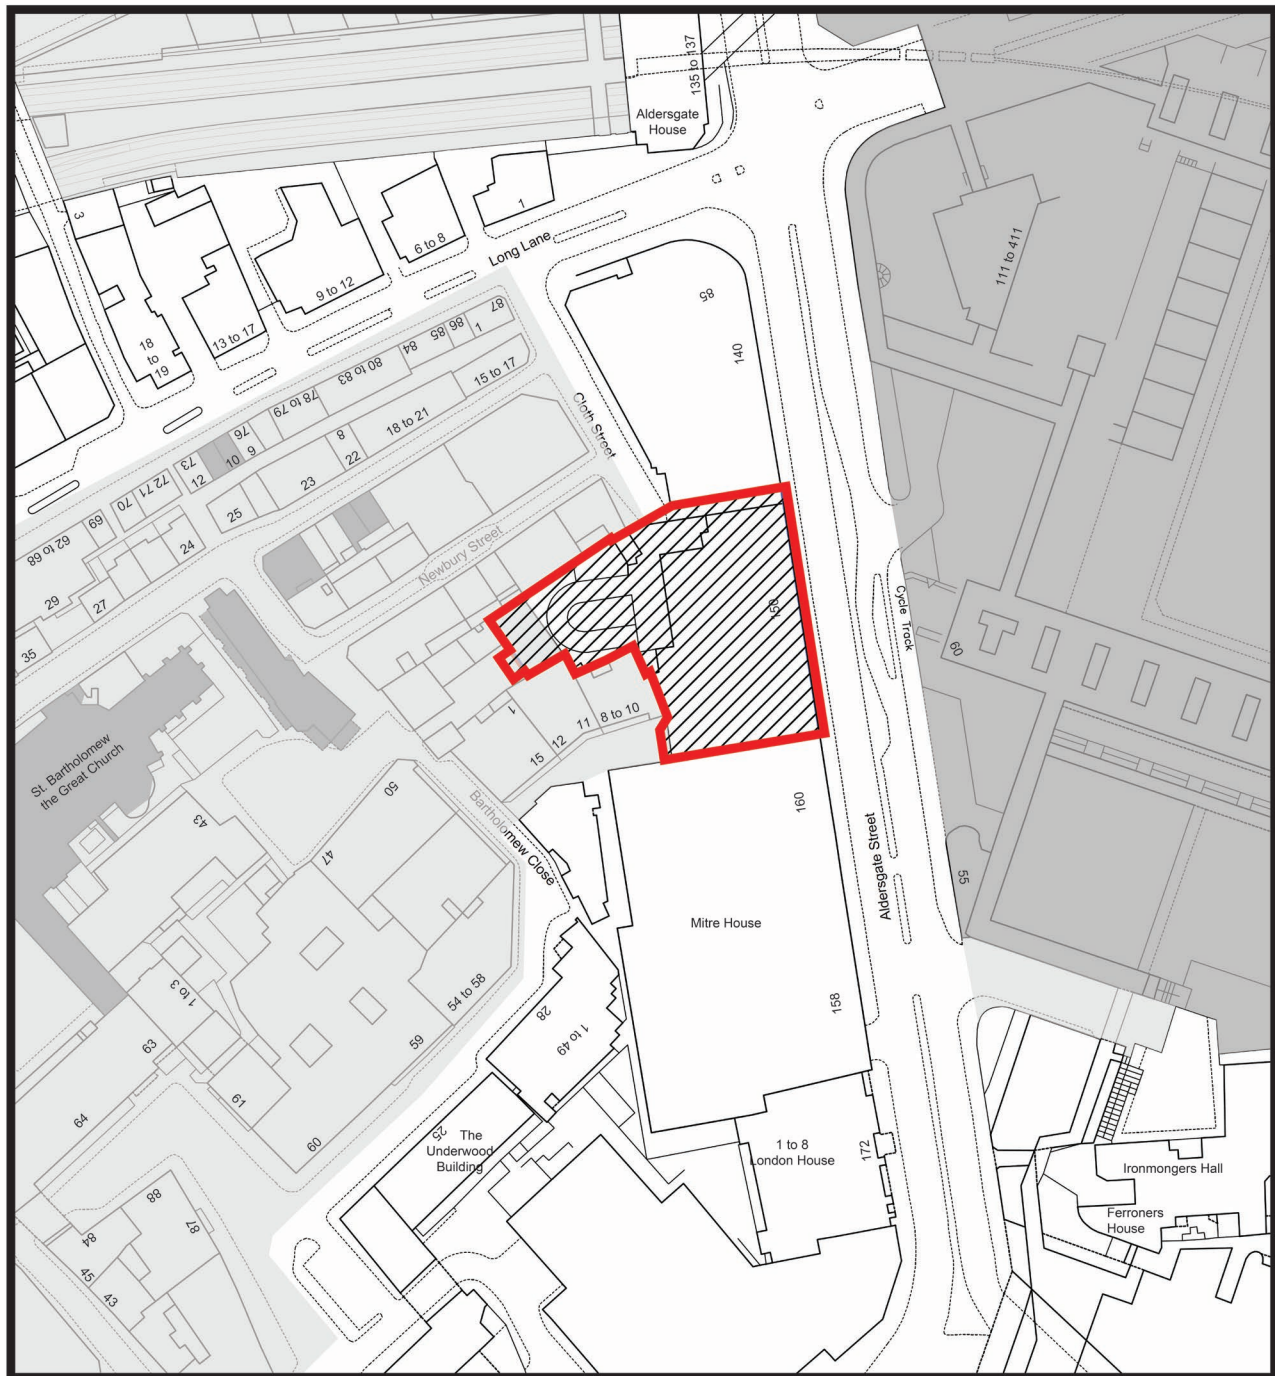 135 to 137
Aldersgate
House
3
18
to
19
13 to 17
9 to 12
6 to 8
1
Long Lane
111 to 411
85
140
87
1
86
85
84
80 to 83
78 to 79
76
9
10
73
12
72 71
70
69
62 to 68
15 to 17
18 to 21
8
22
23
25
24
27
29
35
Cloth Street
Newbury Street
150
Cycle Track
60
St. Bartholomew
the Great Church
1
11
8 to 10
12
15
50
43
47
Bartholomew Close
160
Aldersgate Street
55
Mitre House
158
54 to 58
59
28
1 to 49
1 to 3
63
61
64
60
25
The
Underwood
Building
1 to 8
London House
172
Ironmongers Hall
Ferroners
House
88
87
84
45
43